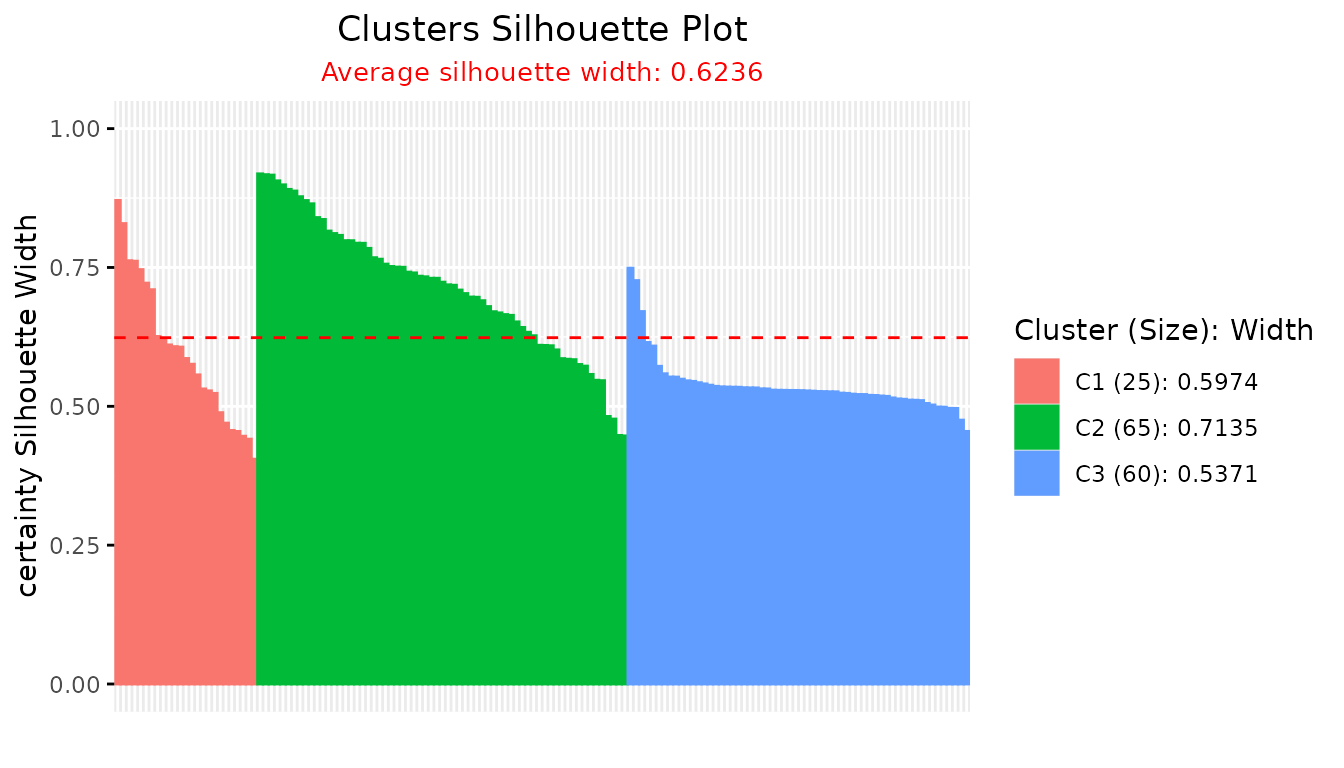 Clusters Silhouette Plot
Average silhouette width: 0.6236
certainty Silhouette Width
1.00
0.75
0.50
0.25
0.00
Cluster (Size): Width
C1 (25): 0.5974
C2 (65): 0.7135
C3 (60): 0.5371